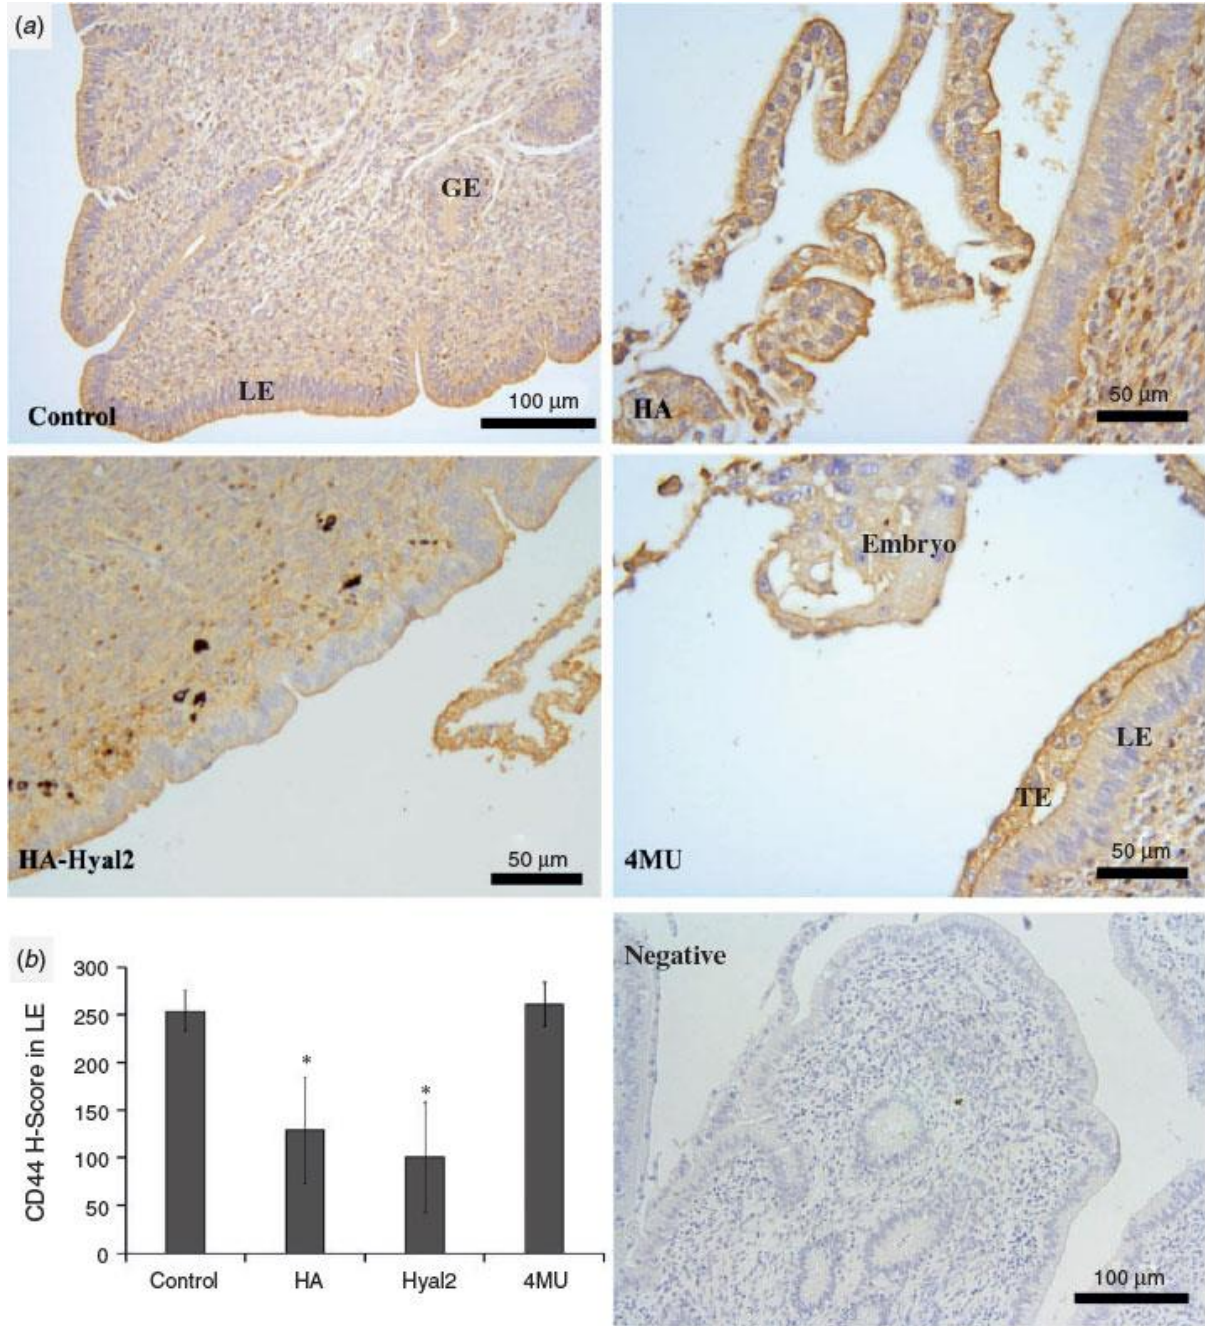 (a)
GE
LE
Control
100 µm
HA
50 µm
HA-Hyal2
50 µm
Embryo
LE
TE
4MU
50 µm
(b)
300
250
200
150
100
50
0
CD44 H-Score in LE
*
*
Control HA Hyal2 4MU
Negative
100 µm